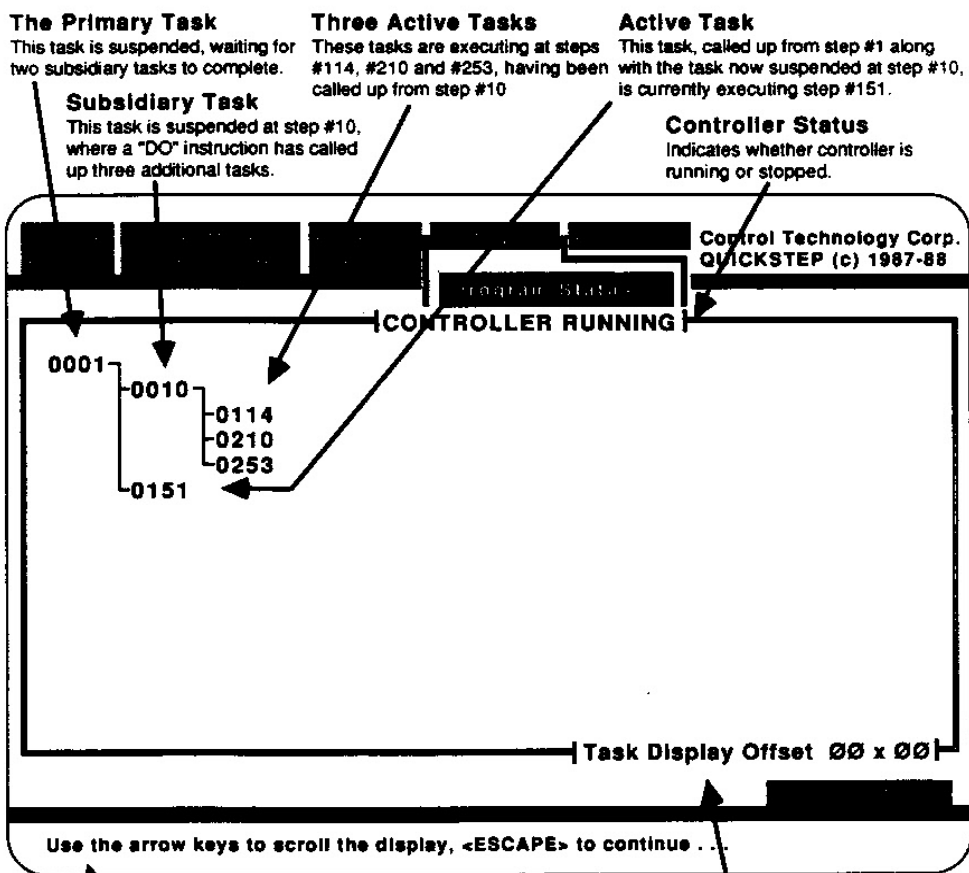 The Primary Task
This task is suspended, waiting for
two subsidiary tasks to complete.
Subsidiary Task
This task is suspended at step #10,
where a "DO" instruction has called
up three additional tasks.
Three Active Tasks
These tasks are executing at steps
#114, #210 and #253, having been
called up from step #10
Active Task
This task, called up from step #1 along
with the task now suspended at step #10,
is currently executing step #151.
Controller Status
Indicates whether controller is
running or stopped.
Control Technology Corp.
QUICKSTEP (c) 1987-88
Program Status
CONTROLLER RUNNING
0001
0010
0114
0210
0253
0151
Task Display Offset ØØ x ØØ
Use the arrow keys to scroll the display, <ESCAPE> to continue . . .